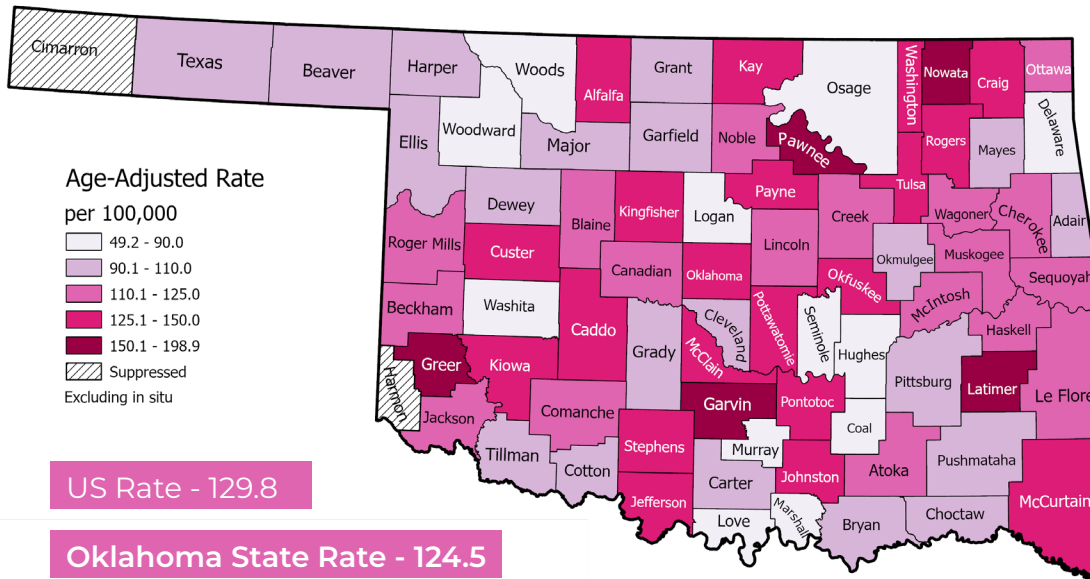 Cimarron
Texas
Beaver
Harper
Woods
Alfalfa
Grant
Kay
Osage
Washington
Nowata
Craig
Ottawa
Ellis
Woodward
Major
Garfield
Noble
Pawnee
Rogers
Mayes
Delaware
Dewey
Blaine
Kingfisher
Logan
Payne
Creek
Tulsa
Wagoner
Cherokee
Adair
Roger Mills
Custer
Canadian
Oklahoma
Lincoln
Okfuskee
Okmulgee
Muskogee
Sequoyah
Beckham
Washita
Caddo
Grady
Cleveland
McClain
Pottawatomie
Seminole
Hughes
McIntosh
Haskell
Pittsburg
Latimer
Le Flore
Harmon
Greer
Kiowa
Jackson
Comanche
Tillman
Cotton
Stephens
Jefferson
Garvin
Murray
Carter
Love
Pontotoc
Johnston
Marshall
Coal
Atoka
Bryan
Pushmataha
Choctaw
McCurtain
Age-Adjusted Rate
per 100,000
49.2 - 90.0
90.1 - 110.0
110.1 - 125.0
125.1 - 150.0
150.1 - 198.9
Suppressed
Excluding in situ
US Rate - 129.8
Oklahoma State Rate - 124.5